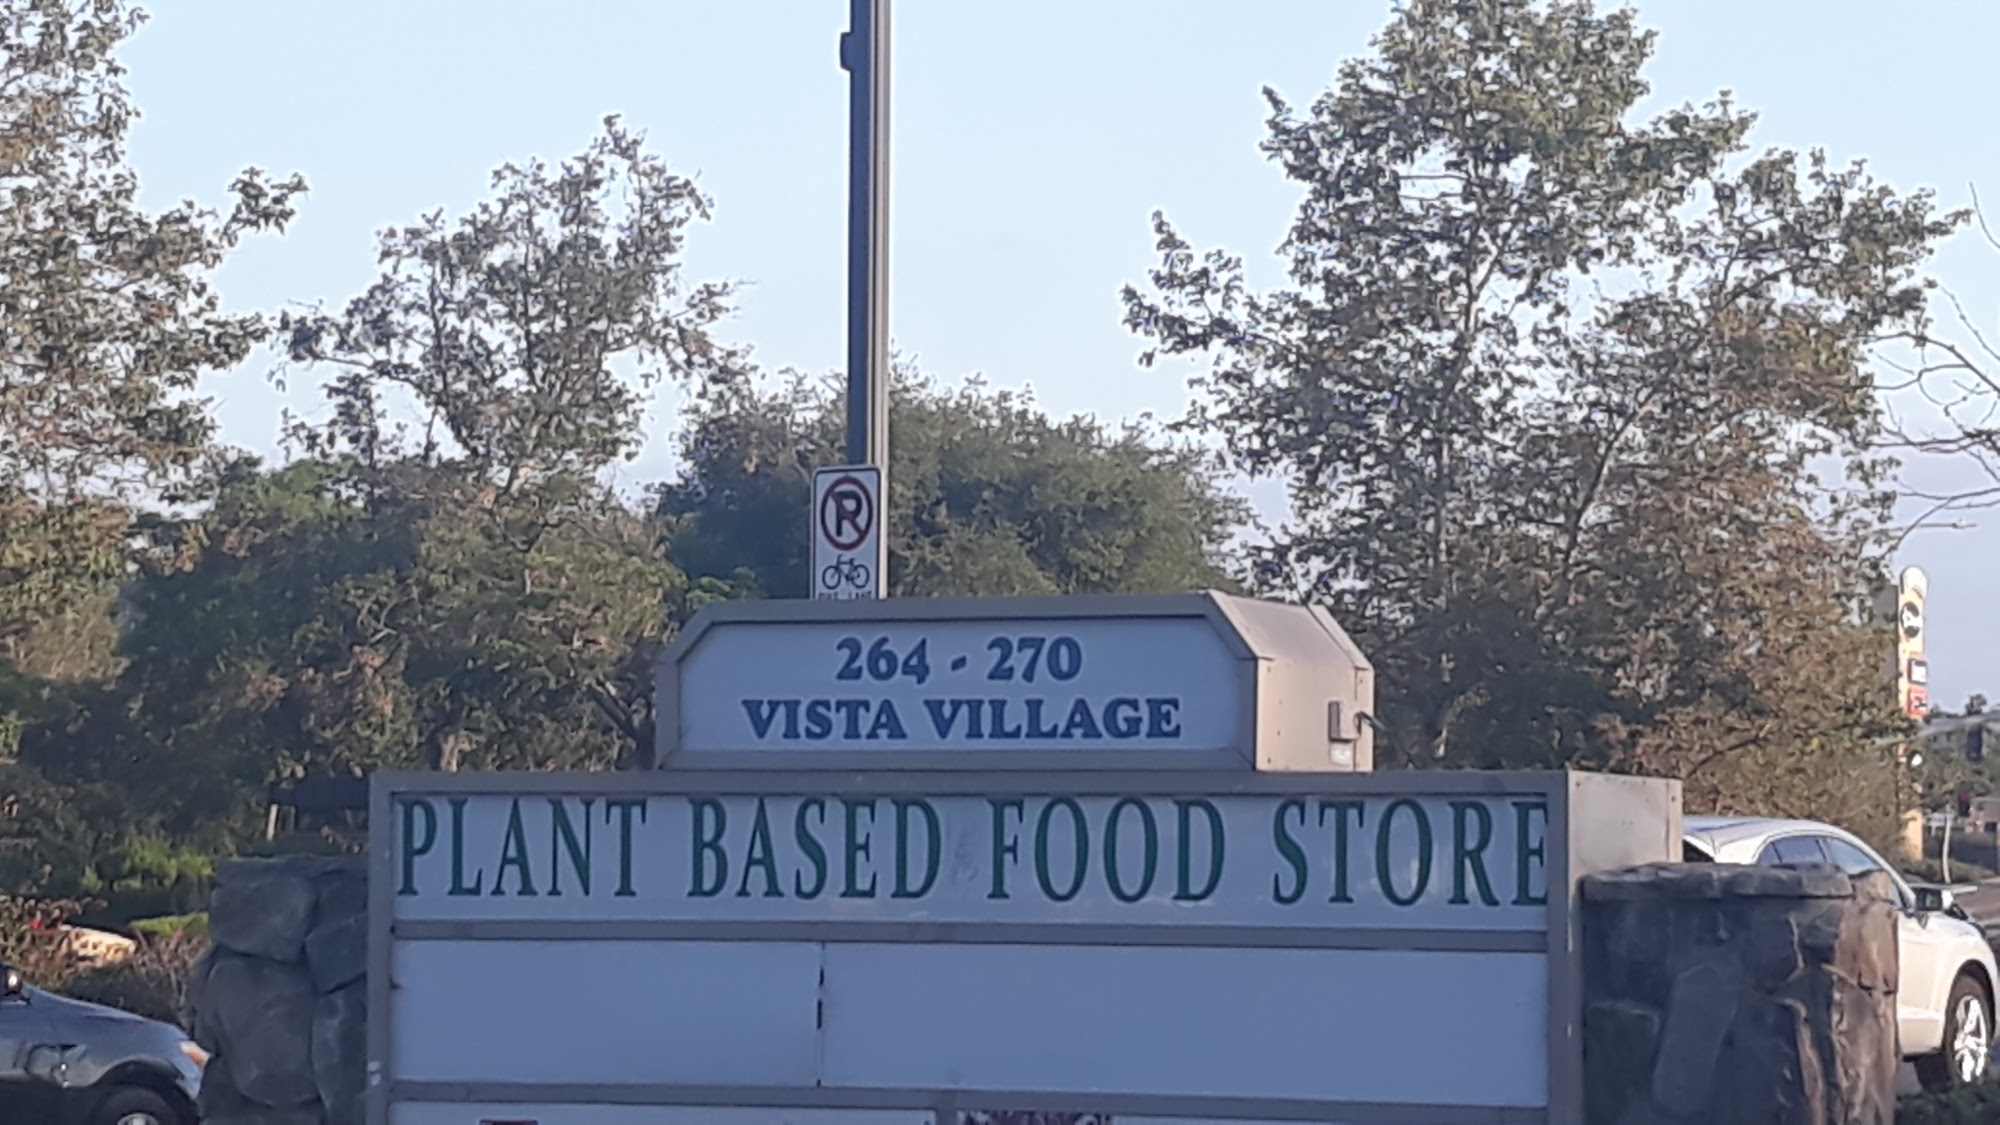 264 - 270
VISTA VILLAGE
PLANT BASED FOOD STORE